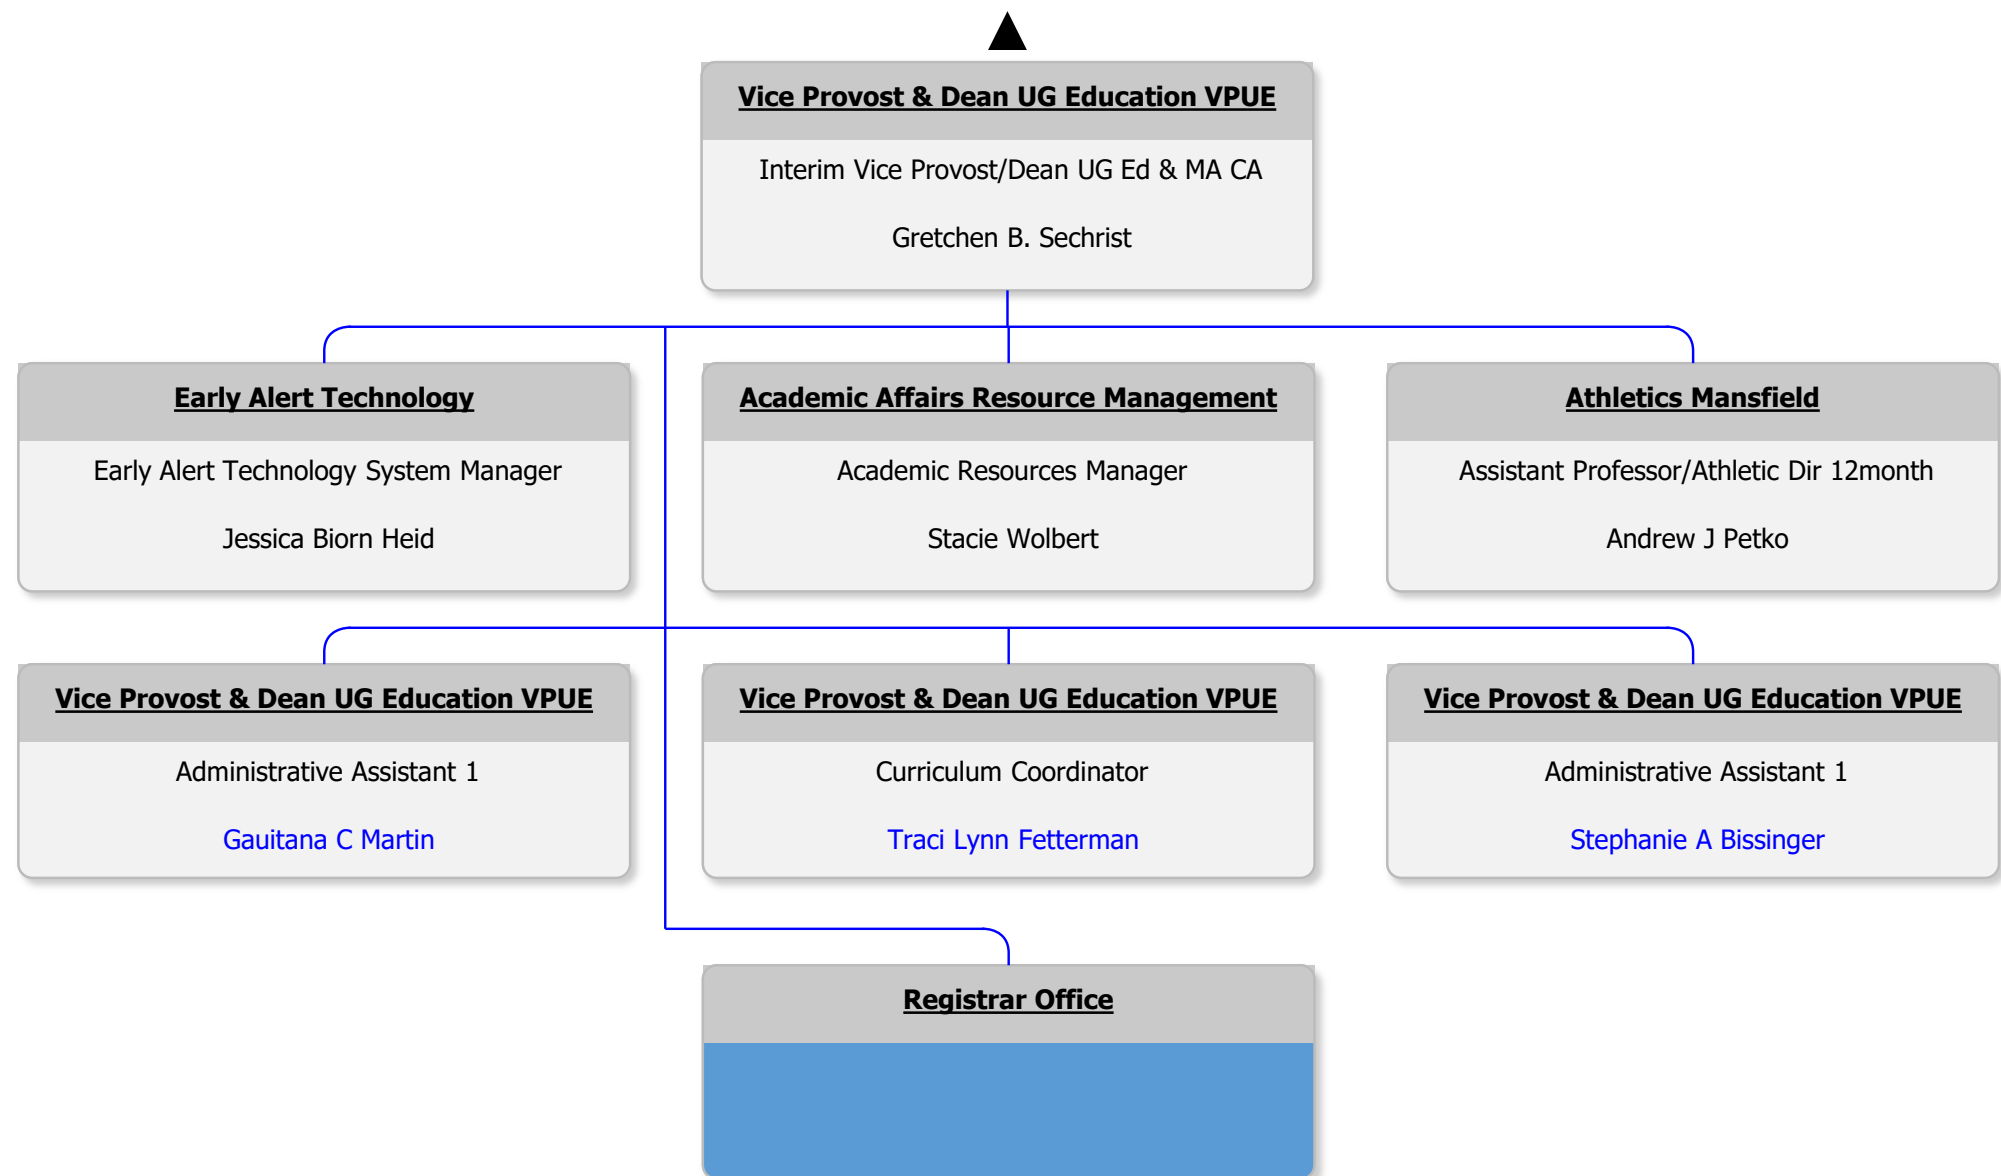 Vice Provost & Dean UG Education VPUE
Interim Vice Provost/Dean UG Ed & MA CA
Gretchen B. Sechrist
Early Alert Technology
Early Alert Technology System Manager
Jessica Biorn Heid
Academic Affairs Resource Management
Academic Resources Manager
Stacie Wolbert
Athletics Mansfield
Assistant Professor/Athletic Dir 12month
Andrew J Petko
Vice Provost & Dean UG Education VPUE
Administrative Assistant 1
Gauitana C Martin
Vice Provost & Dean UG Education VPUE
Curriculum Coordinator
Traci Lynn Fetterman
Vice Provost & Dean UG Education VPUE
Administrative Assistant 1
Stephanie A Bissinger
Registrar Office